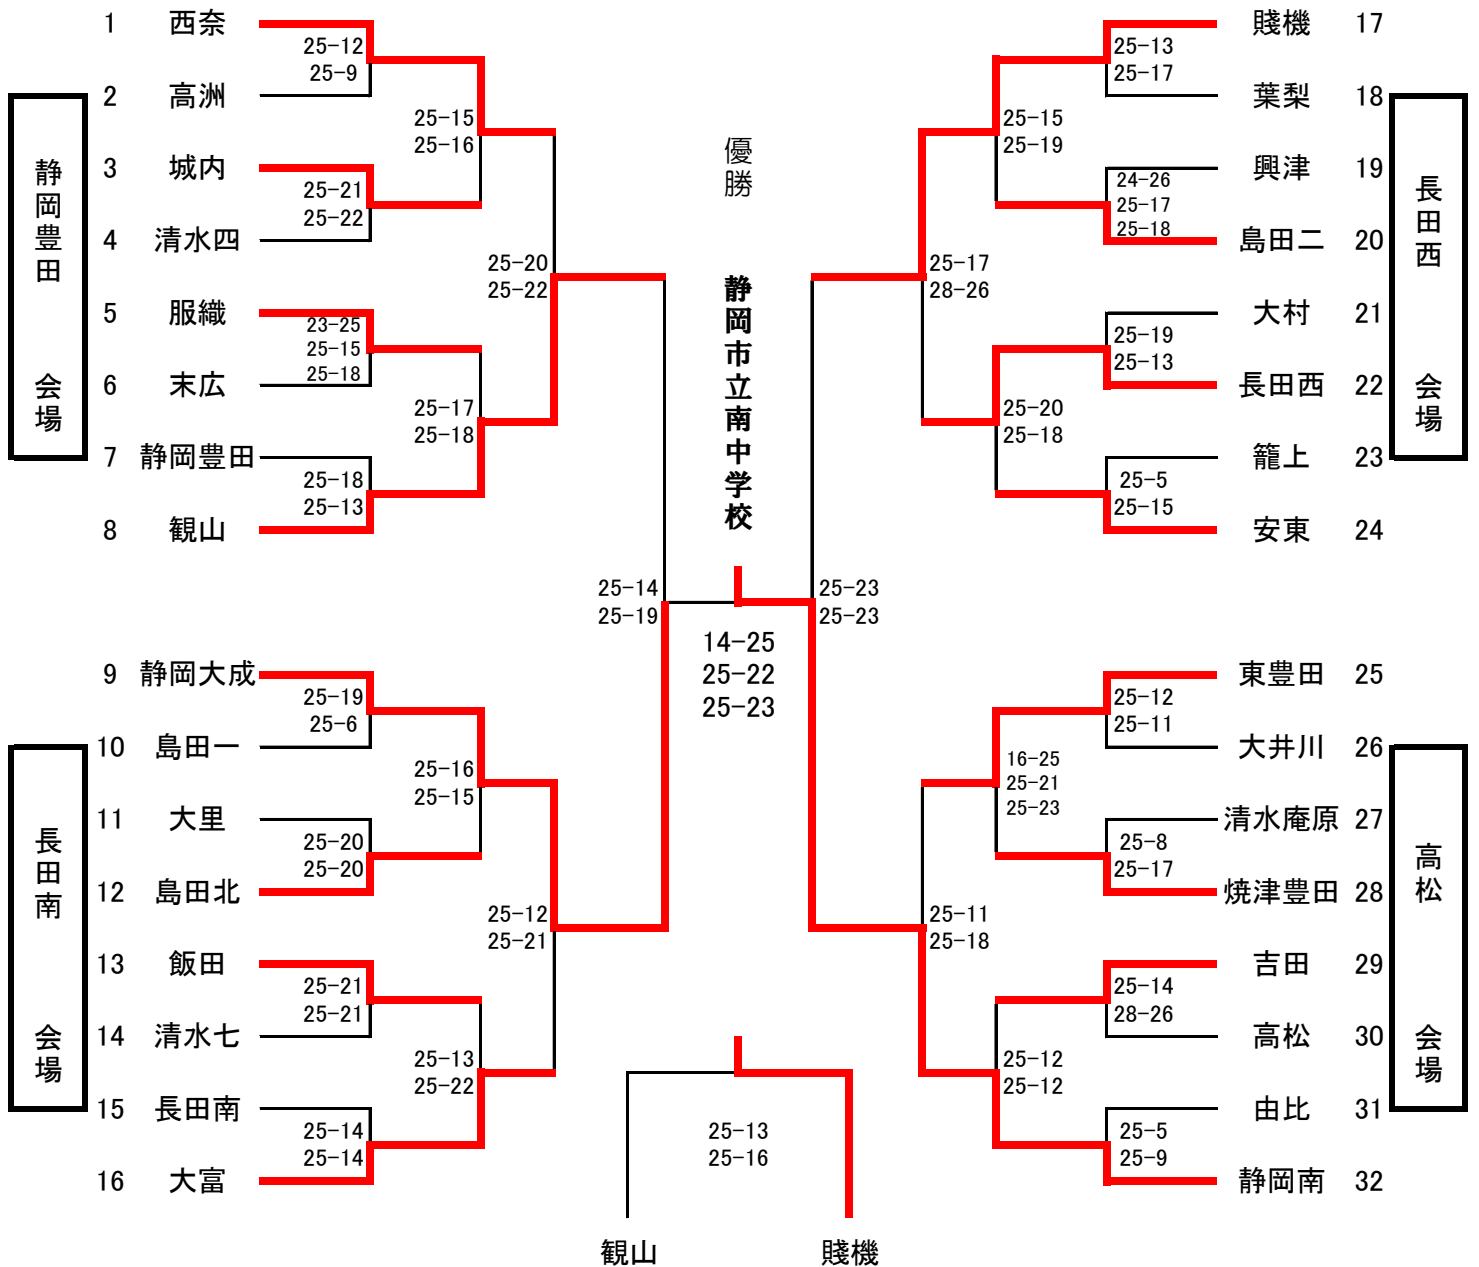 1 西奈
25-12
25-9
2 高洲
25-15
25-16
3 城内
25-21
25-22
4 清水四
25-20
25-22
5 服織
23-25
25-15
25-18
6 末広
25-17
25-18
7 静岡豊田
25-18
25-13
8 観山
静岡豊田 会場
25-14
25-19
9 静岡大成
25-19
25-6
10 島田一
25-16
25-15
11 大里
25-20
25-20
12 島田北
25-12
25-21
13 飯田
25-21
25-21
14 清水七
25-13
25-22
15 長田南
25-14
25-14
16 大富
長田南 会場
優勝
静岡市立南中学校
14-25
25-22
25-23
賤機 17
25-13
25-17
葉梨 18
25-15
25-19
興津 19
24-26
25-17
25-18
島田二 20
25-17
28-26
大村 21
25-19
25-13
長田西 22
25-20
25-18
籠上 23
25-5
25-15
安東 24
長田西 会場
25-23
25-23
東豊田 25
25-12
25-11
大井川 26
16-25
25-21
25-23
清水庵原 27
25-8
25-17
焼津豊田 28
25-11
25-18
吉田 29
25-14
28-26
高松 30
25-12
25-12
由比 31
25-5
25-9
静岡南 32
高松 会場
25-13
25-16
観山 賤機